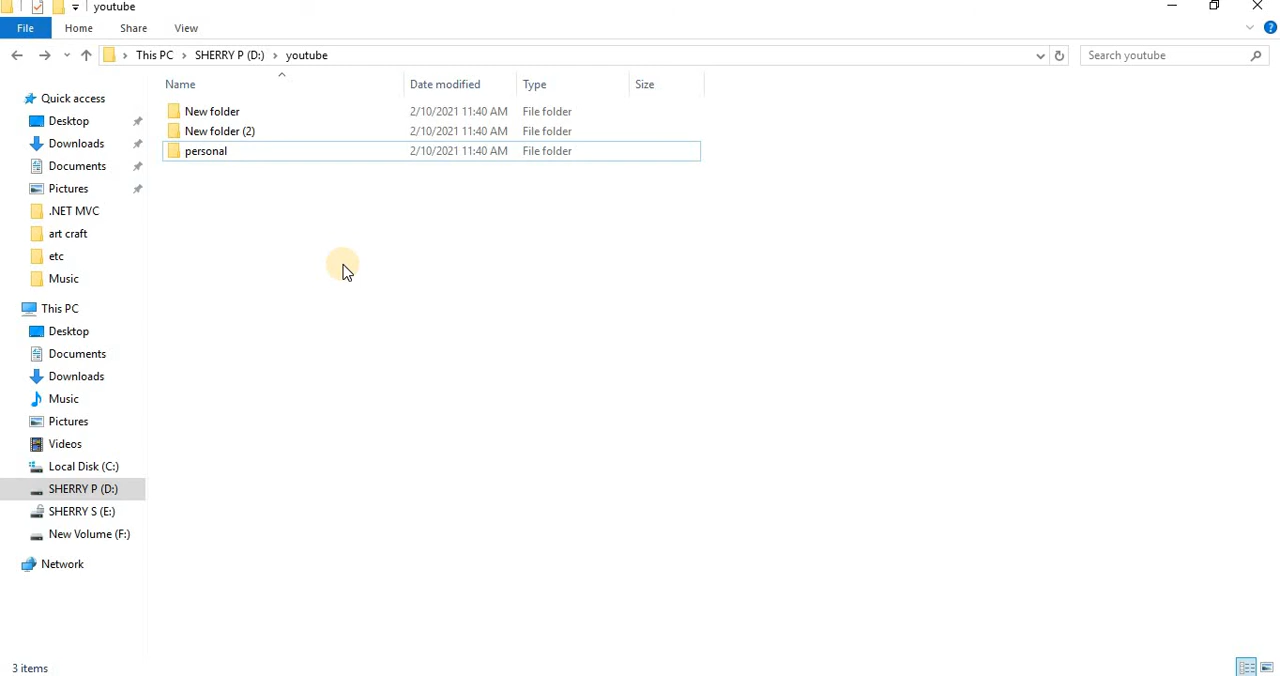 youtube
File Home Share View
This PC SHERRY P (D:) youtube Search youtube
Name Date modified Type Size
New folder 2/10/2021 11:40 AM File folder
New folder (2) 2/10/2021 11:40 AM File folder
personal 2/10/2021 11:40 AM File folder
Quick access
Desktop
Downloads
Documents
Pictures
.NET MVC
art craft
etc
Music
This PC
Desktop
Documents
Downloads
Music
Pictures
Videos
Local Disk (C:)
SHERRY P (D:)
SHERRY S (E:)
New Volume (F:)
Network
3 items